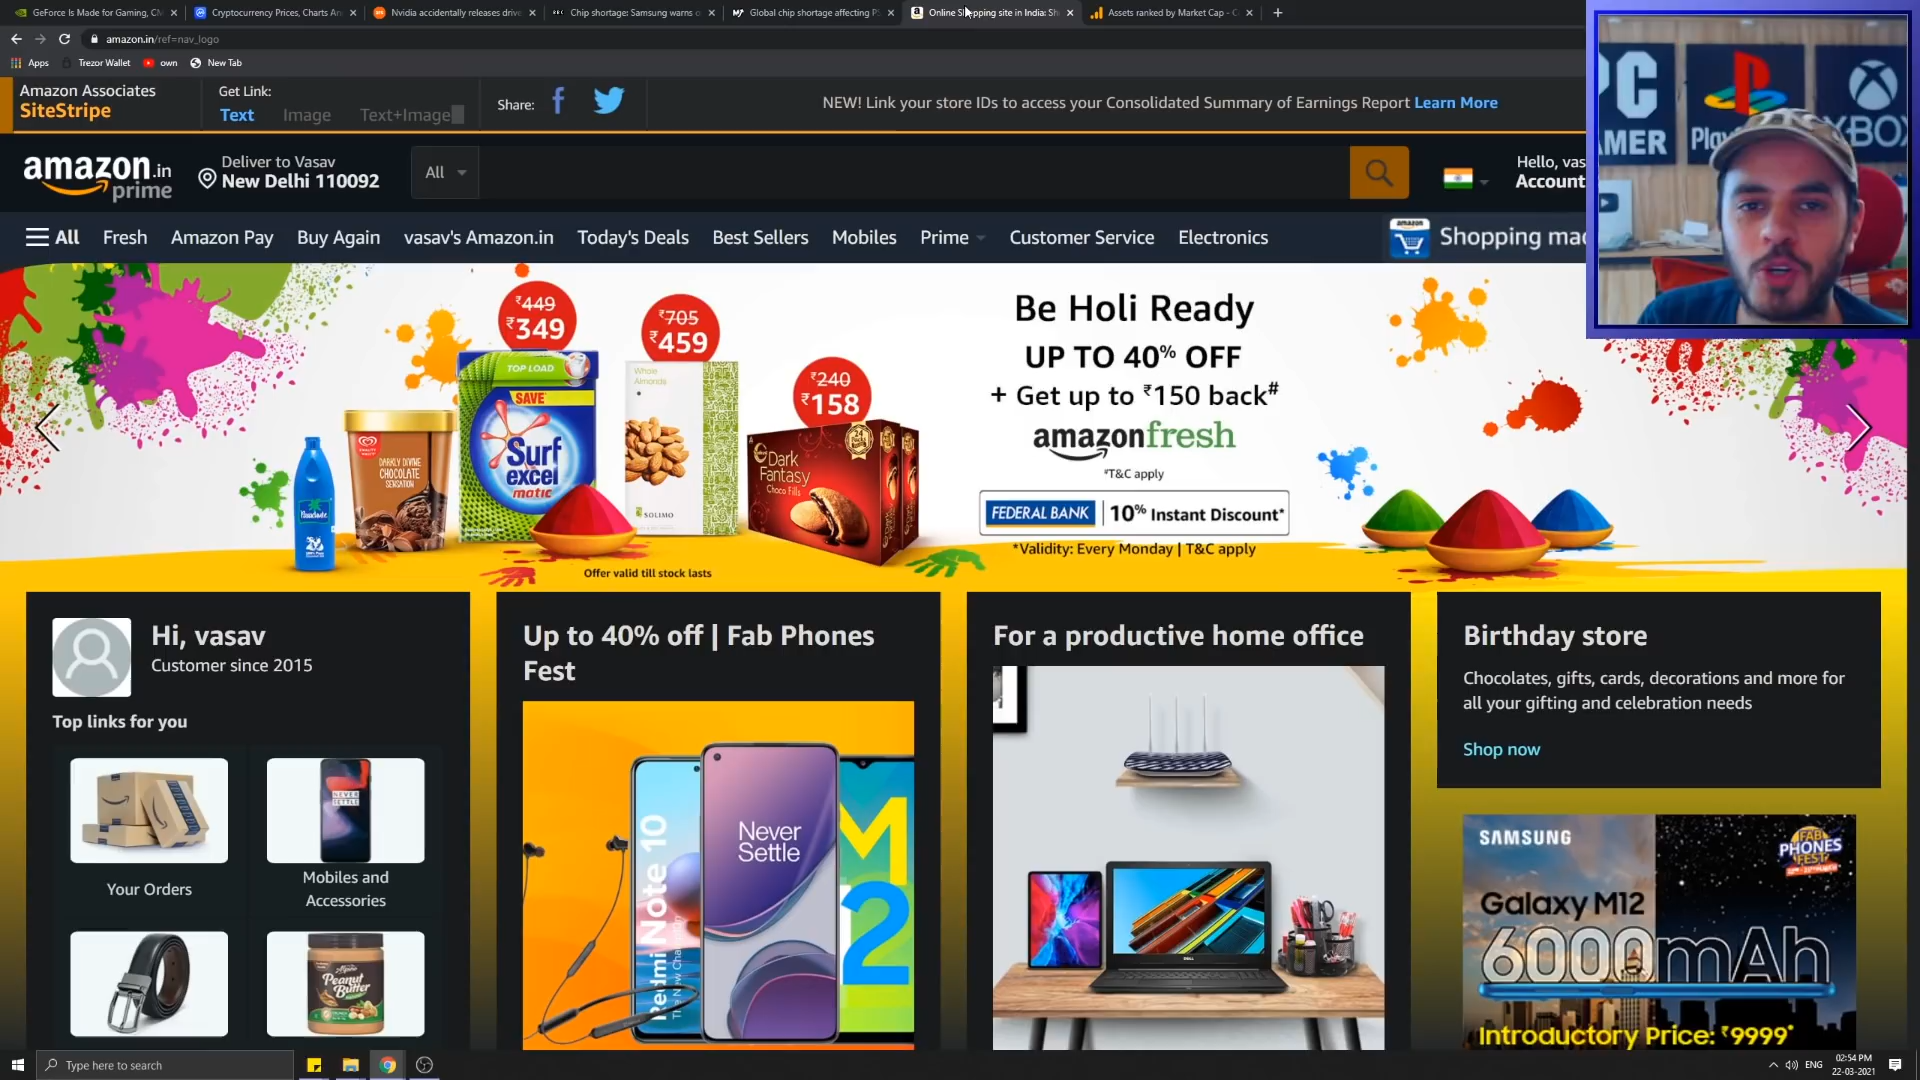 GeForce Is Made for Gaming, CM
Cryptocurrency Prices, Charts An
Nvidia accidentally releases drive
Chip shortage: Samsung warns o
Global chip shortage affecting P
Online Shopping site in India: Sh
Assets ranked by Market Cap - C
amazon.in/ref=nav_logo
Apps
Trezor Wallet
own
New Tab
Amazon Associates
SiteStripe
Get Link:
Text
Image
Text+Image
Share:
NEW! Link your store IDs to access your Consolidated Summary of Earnings Report Learn More
PC
GAMER
Play
XBOX
amazon.in
prime
Deliver to Vasav
New Delhi 110092
All
Hello, vas
Account
All
Fresh
Amazon Pay
Buy Again
vasav's Amazon.in
Today's Deals
Best Sellers
Mobiles
Prime
Customer Service
Electronics
amazon
Shopping mad
₹449
₹349
₹705
₹459
₹240
₹158
TOP LOAD
SAVE
Surf
excel
matic
DARKLY DIVINE
CHOCOLATE
SENSATION
Parachute
Whole
Almonds
SOLIMO
Dark
Fantasy
Choco Fills
Be Holi Ready
UP TO 40% OFF
+ Get up to ₹150 back#
amazonfresh
#T&C apply
FEDERAL BANK
10% Instant Discount*
*Validity: Every Monday | T&C apply
Offer valid till stock lasts
Hi, vasav
Customer since 2015
Top links for you
Your Orders
NEVER
SETTLE
Mobiles and
Accessories
Peanut
Butter
Up to 40% off | Fab Phones
Fest
Redmi Note 10
Never
Settle
M
12
For a productive home office
DELL
Birthday store
Chocolates, gifts, cards, decorations and more for
all your gifting and celebration needs
Shop now
SAMSUNG
FAB
PHONES
FEST
Galaxy M12
6000mAh
Introductory Price: ₹9999*
Type here to search
ENG
02:54 PM
22-03-2021